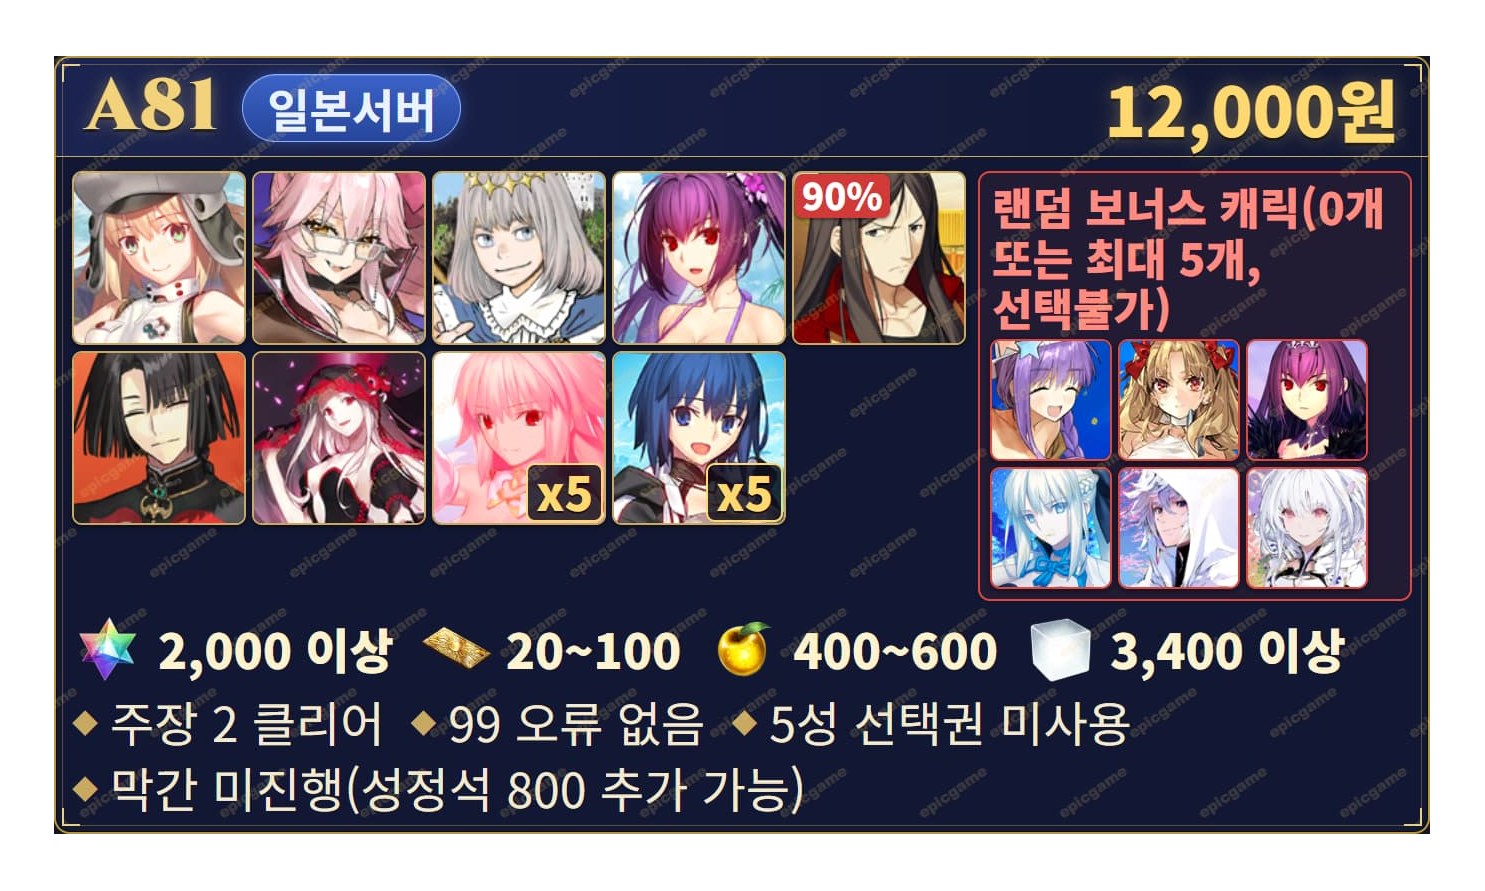 A81 일본서버 12,000원
90%
랜덤 보너스 캐릭(0개
또는 최대 5개,
선택불가)
x5 x5
2,000 이상 20~100 400~600 3,400 이상
◆ 주장 2 클리어 ◆ 99 오류 없음 ◆ 5성 선택권 미사용
◆ 막간 미진행(성정석 800 추가 가능)
epicgame